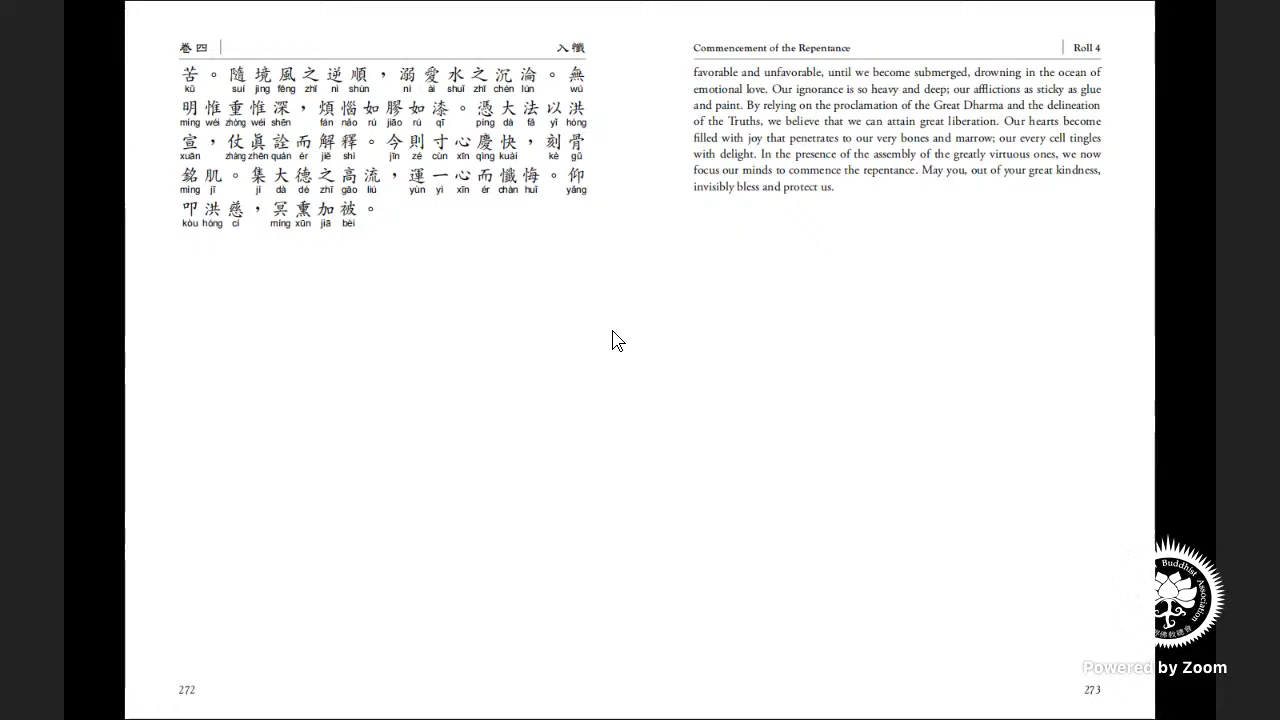 卷四
入懺
苦。隨境風之逆順，溺愛水之沉淪。無
kǔ suí jìng fēng zhī nì shùn nì ài shuǐ zhī chén lún wú
明惟重惟深，煩惱如膠如漆。憑大法以洪
míng wéi zhòng wéi shēn fán nǎo rú jiāo rú qī píng dà fǎ yǐ hóng
宣，仗眞詮而解釋。今則寸心慶快，刻骨
xuān zhàng zhēn quán ér jiě shì jīn zé cùn xīn qìng kuài kè gǔ
銘肌。集大德之高流，運一心而懺悔。仰
míng jī jí dà dé zhī gāo liú yùn yì xīn ér chàn huǐ yǎng
叩洪慈，冥熏加被。
kòu hóng cí míng xūn jiā bèi
272
Commencement of the Repentance
Roll 4
favorable and unfavorable, until we become submerged, drowning in the ocean of
emotional love. Our ignorance is so heavy and deep; our afflictions as sticky as glue
and paint. By relying on the proclamation of the Great Dharma and the delineation
of the Truths, we believe that we can attain great liberation. Our hearts become
filled with joy that penetrates to our very bones and marrow; our every cell tingles
with delight. In the presence of the assembly of the greatly virtuous ones, we now
focus our minds to commence the repentance. May you, out of your great kindness,
invisibly bless and protect us.
273
Buddhist Association
佛教總會
Powered by Zoom